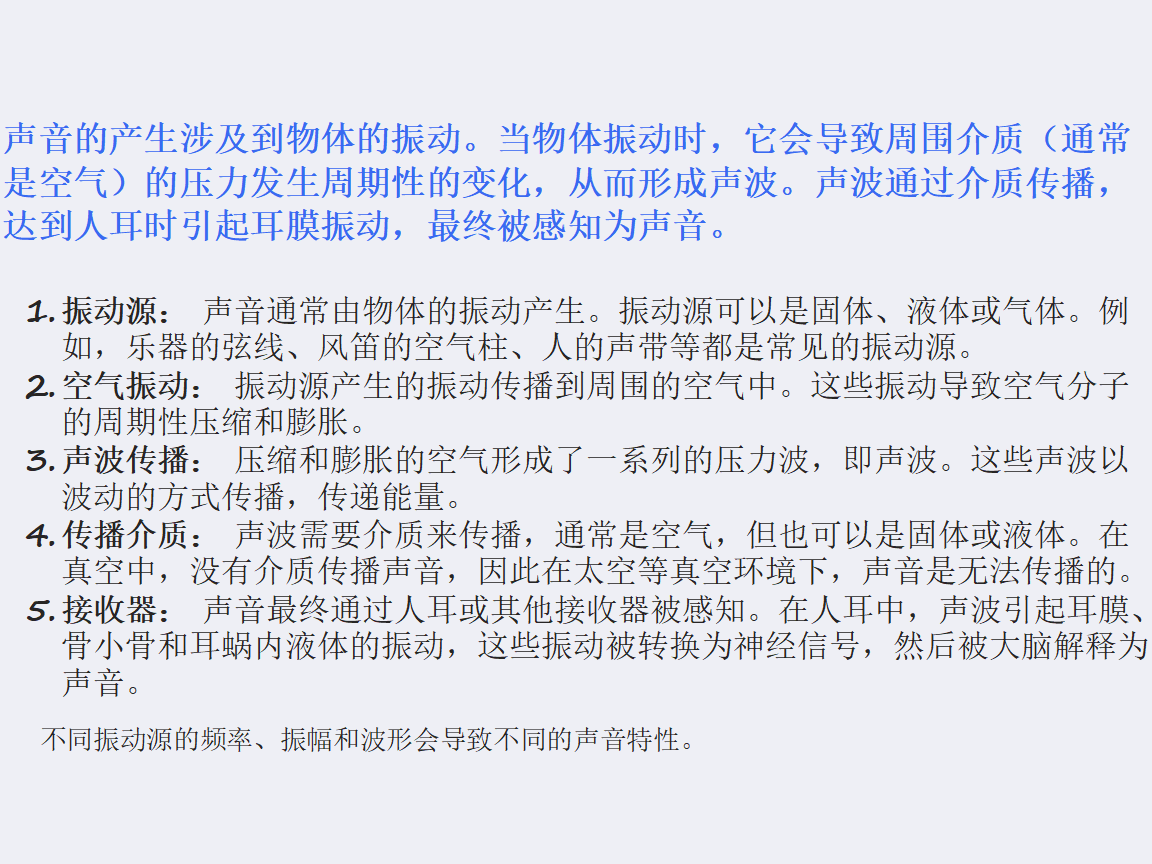 声音的产生涉及到物体的振动。当物体振动时，它会导致周围介质（通常
是空气）的压力发生周期性的变化，从而形成声波。声波通过介质传播，
达到人耳时引起耳膜振动，最终被感知为声音。
1. 振动源： 声音通常由物体的振动产生。振动源可以是固体、液体或气体。例
如，乐器的弦线、风笛的空气柱、人的声带等都是常见的振动源。
2. 空气振动： 振动源产生的振动传播到周围的空气中。这些振动导致空气分子
的周期性压缩和膨胀。
3. 声波传播： 压缩和膨胀的空气形成了一系列的压力波，即声波。这些声波以
波动的方式传播，传递能量。
4. 传播介质： 声波需要介质来传播，通常是空气，但也可以是固体或液体。在
真空中，没有介质传播声音，因此在太空等真空环境下，声音是无法传播的。
5. 接收器： 声音最终通过人耳或其他接收器被感知。在人耳中，声波引起耳膜、
骨小骨和耳蜗内液体的振动，这些振动被转换为神经信号，然后被大脑解释为
声音。
不同振动源的频率、振幅和波形会导致不同的声音特性。